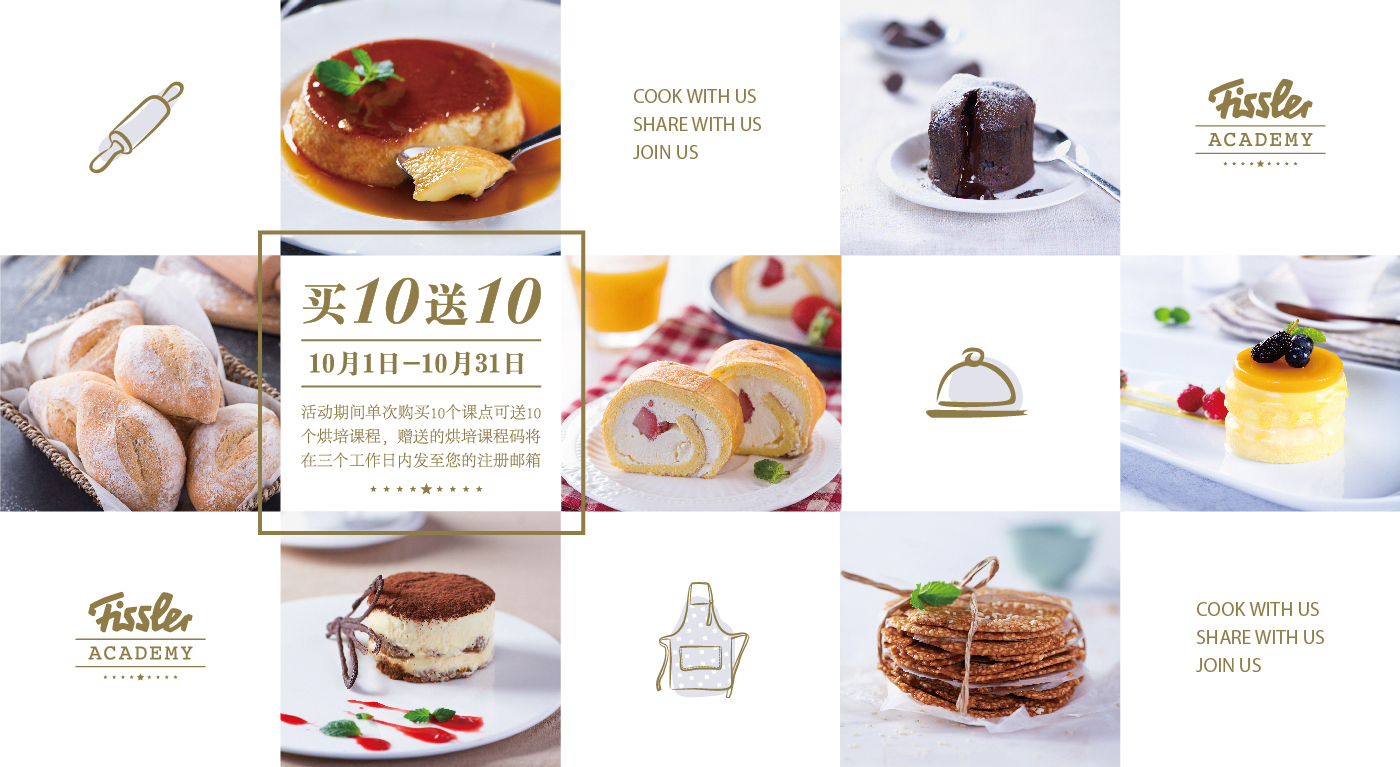 COOK WITH US
SHARE WITH US
JOIN US
Fissler
ACADEMY
买10送10
10月1日—10月31日
活动期间单次购买10个课点可送10
个烘培课程，赠送的烘培课程码将
在三个工作日内发至您的注册邮箱
Fissler
ACADEMY
COOK WITH US
SHARE WITH US
JOIN US